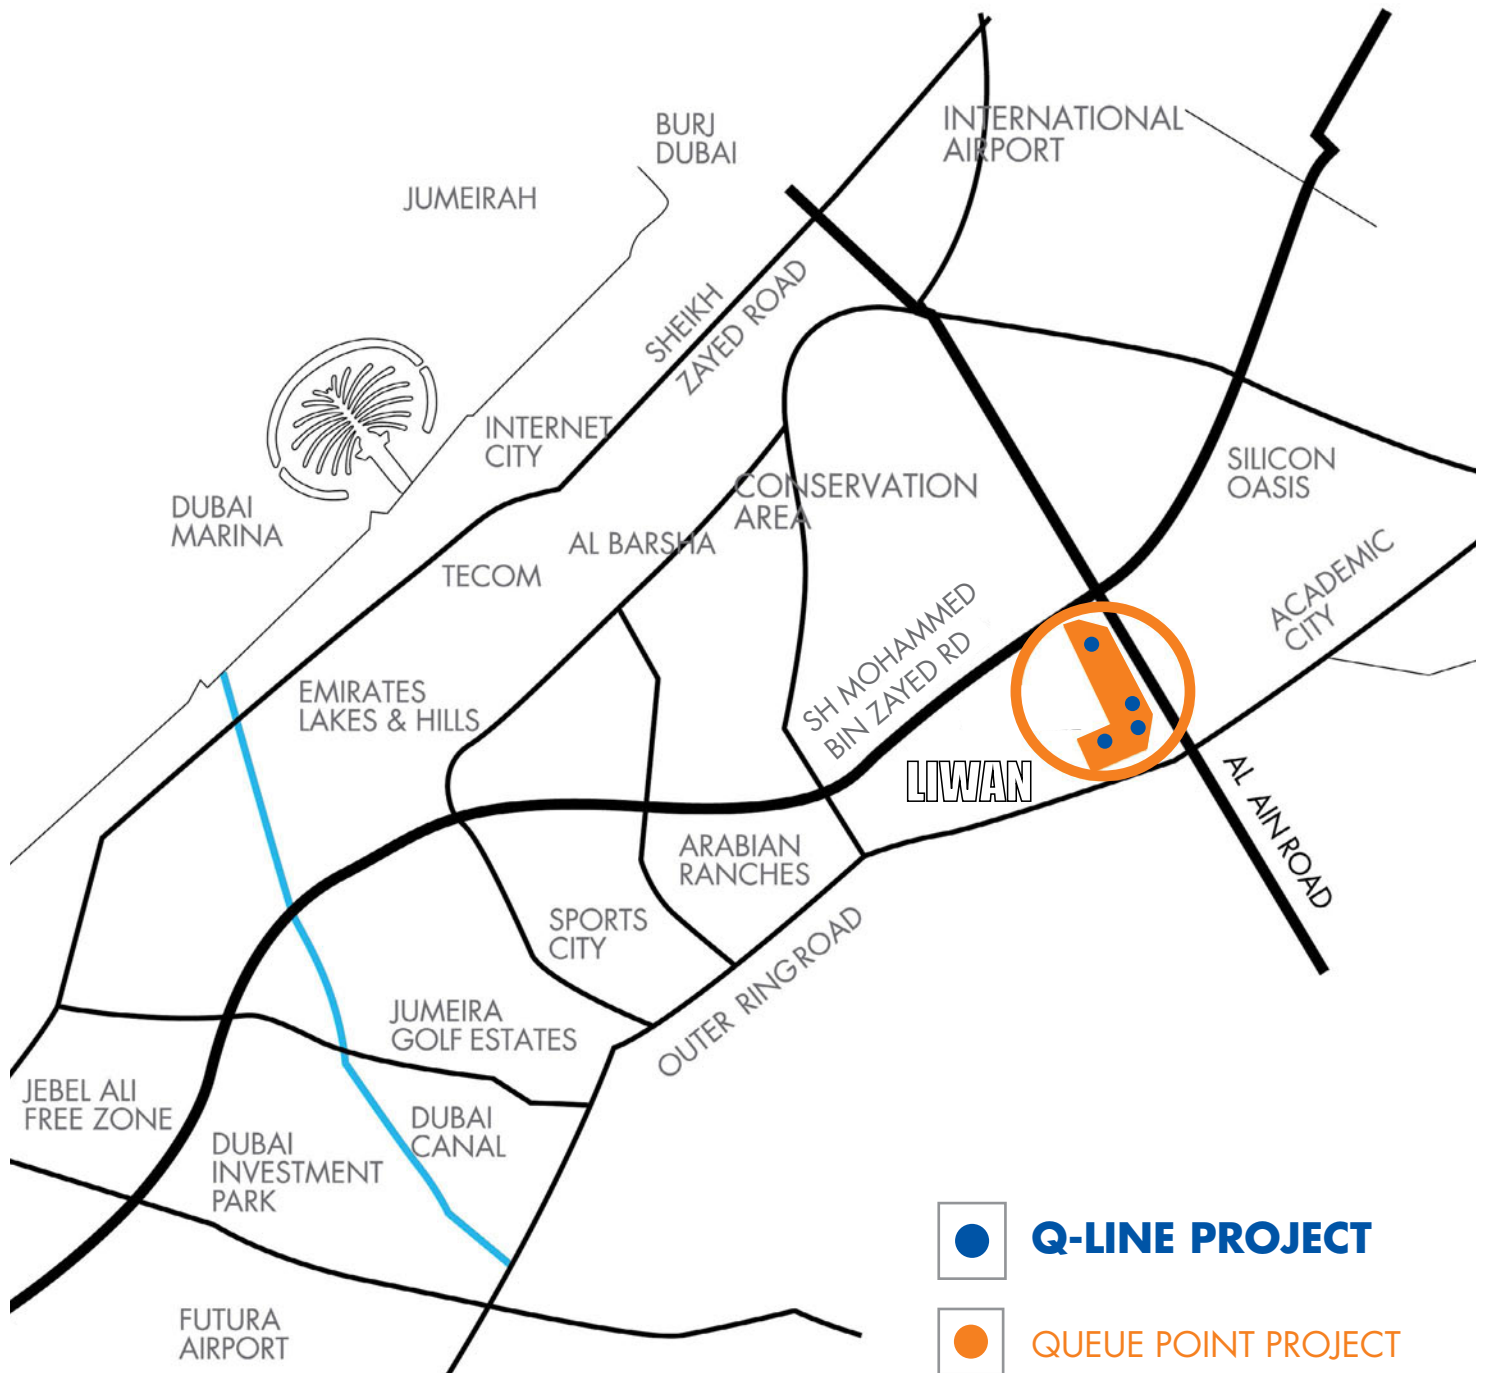 BURJ
DUBAI
INTERNATIONAL
AIRPORT
JUMEIRAH
SHEIKH
ZAYED ROAD
INTERNET
CITY
DUBAI
MARINA
CONSERVATION
AREA
SILICON
OASIS
AL BARSHA
TECOM
ACADEMIC
CITY
SH MOHAMMED
BIN ZAYED RD
EMIRATES
LAKES & HILLS
LIWAN
AL AIN ROAD
ARABIAN
RANCHES
SPORTS
CITY
OUTER RING ROAD
JUMEIRA
GOLF ESTATES
JEBEL ALI
FREE ZONE
DUBAI
CANAL
DUBAI
INVESTMENT
PARK
FUTURA
AIRPORT
Q-LINE PROJECT
QUEUE POINT PROJECT